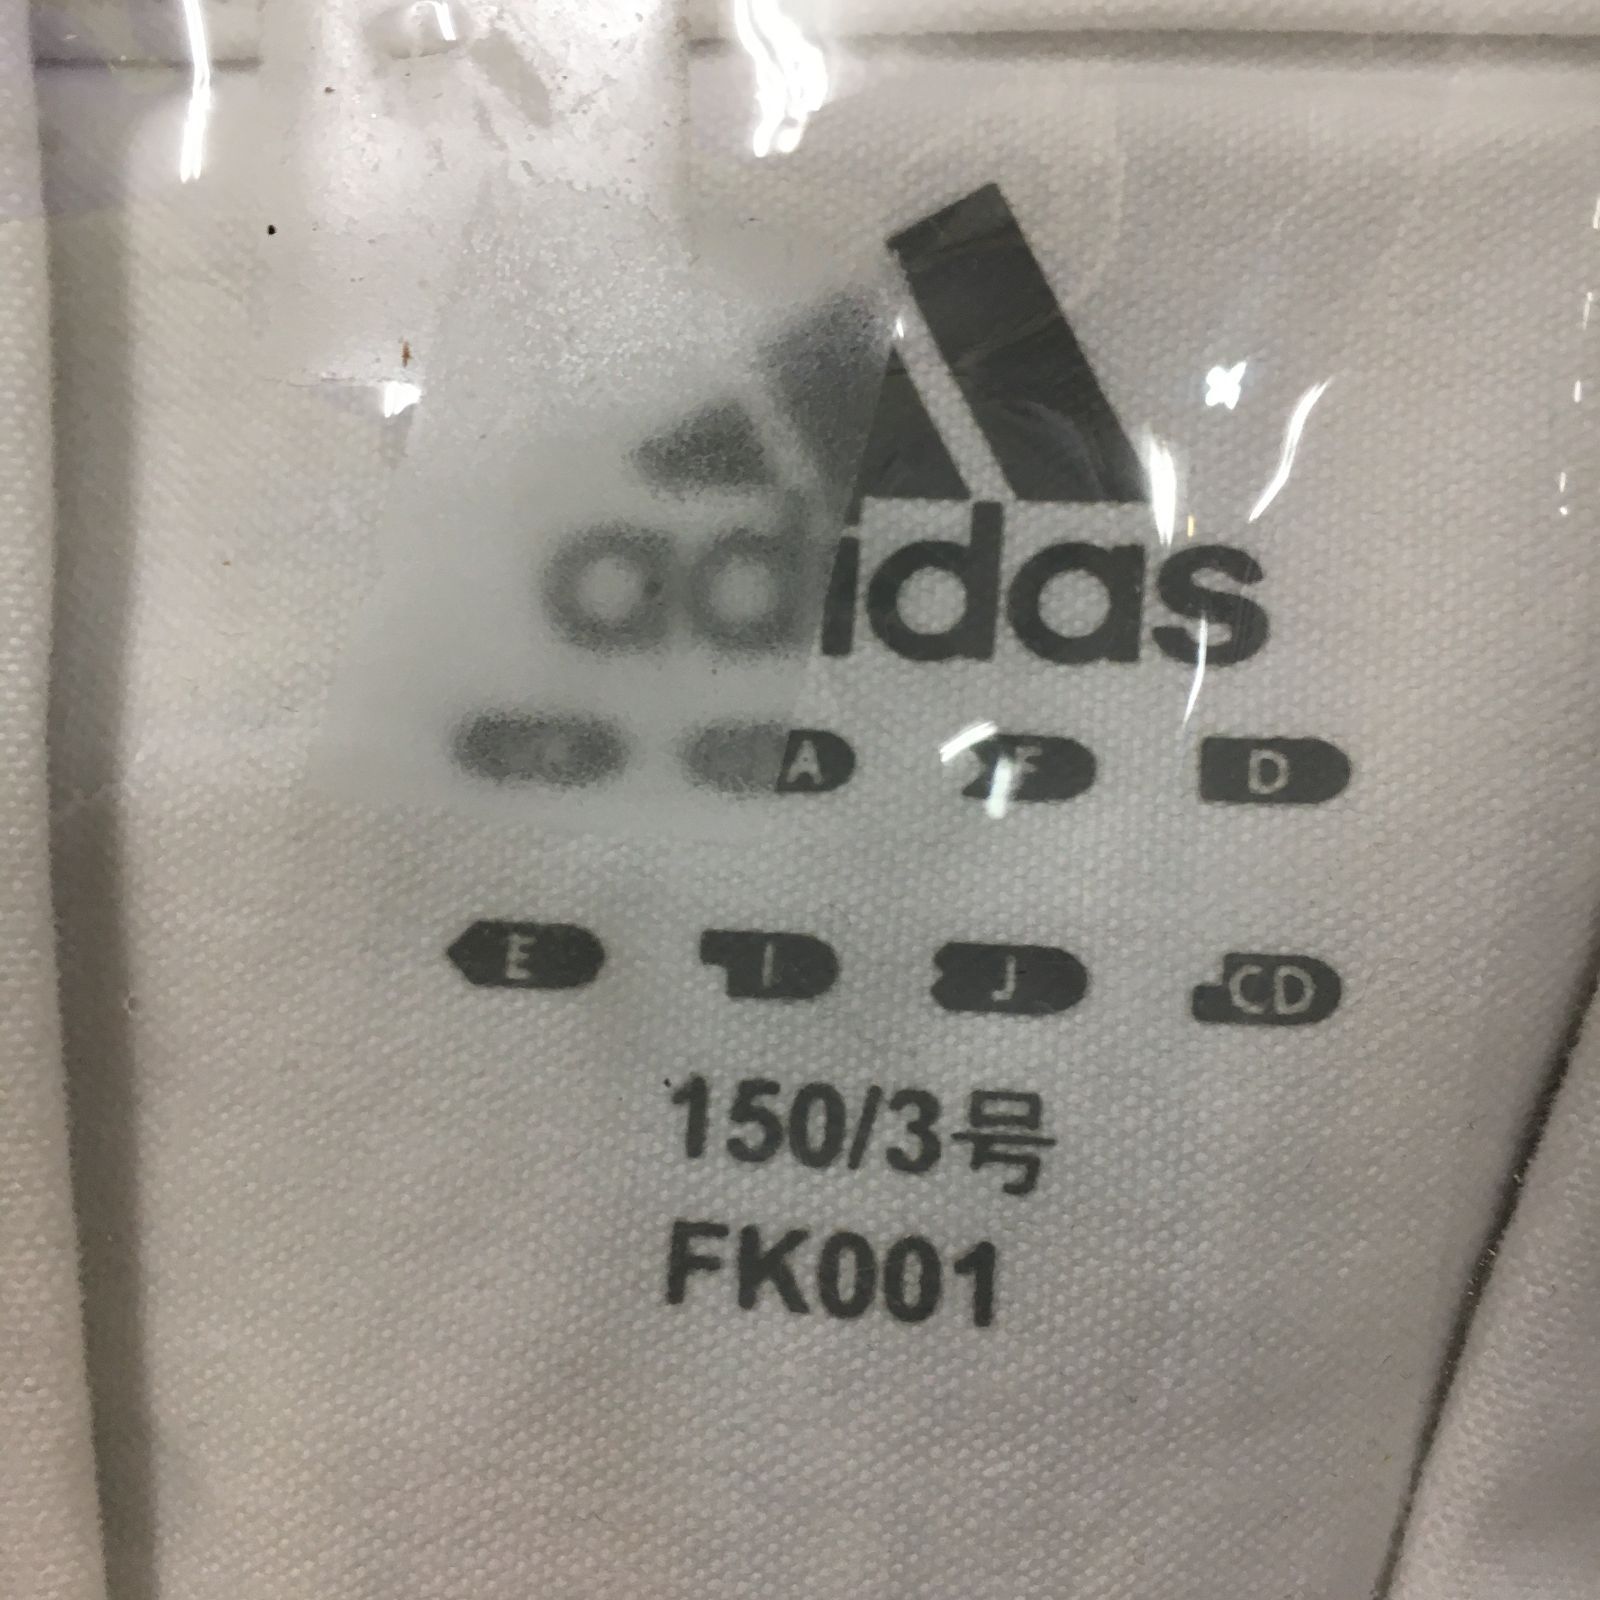 adidas
A F D
E I J CD
150/3号
FK001